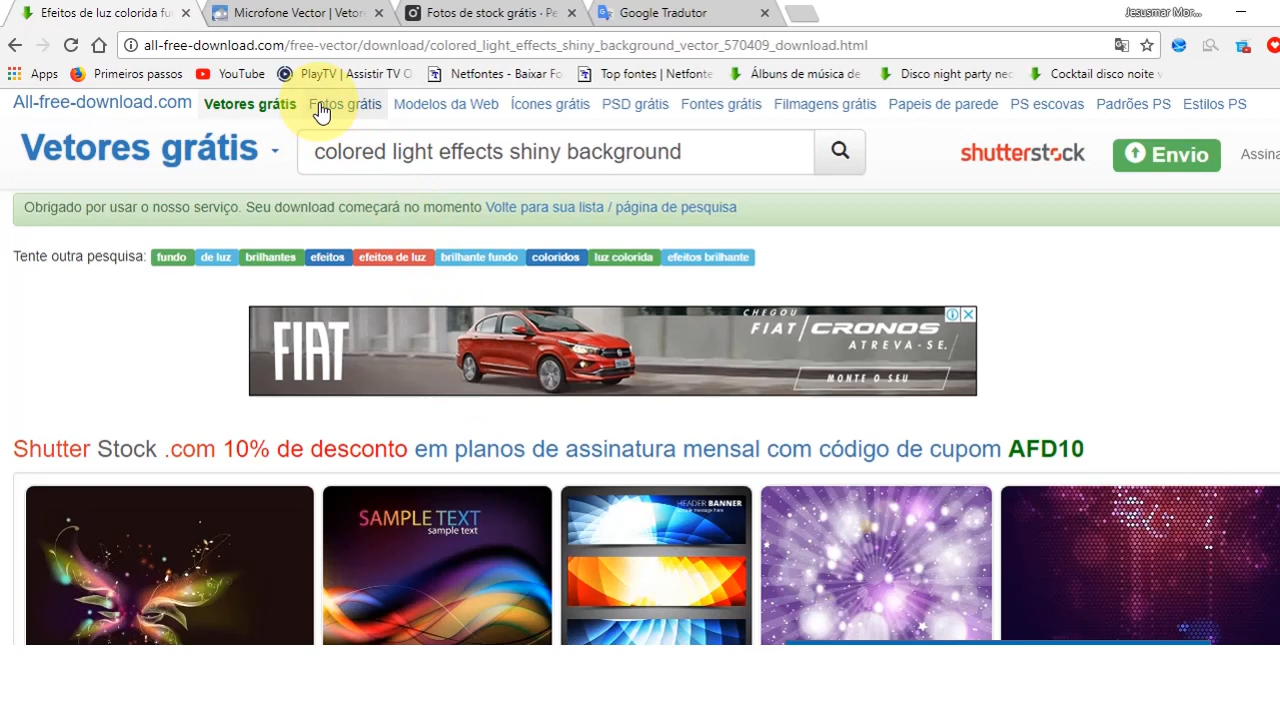 Efeitos de luz colorida fu
Microfone Vector | Vetor
Fotos de stock grátis · Pe
Google Tradutor
Jesusmar Mor...
all-free-download.com/free-vector/download/colored_light_effects_shiny_background_vector_570409_download.html
Apps
Primeiros passos
YouTube
PlayTV | Assistir TV O
Netfontes - Baixar Fo
Top fontes | Netfonte
Álbuns de música de
Disco night party nec
Cocktail disco noite v
All-free-download.com
Vetores grátis
Fotos grátis
Modelos da Web
Ícones grátis
PSD grátis
Fontes grátis
Filmagens grátis
Papeis de parede
PS escovas
Padrões PS
Estilos PS
Vetores grátis
colored light effects shiny background
shutterstock
Envio
Assina
Obrigado por usar o nosso serviço. Seu download começará no momento Volte para sua lista / página de pesquisa
Tente outra pesquisa: fundo de luz brilhantes efeitos efeitos de luz brilhante fundo coloridos luz colorida efeitos brilhante
FIAT
CHEGOU
FIAT/CRONOS
ATREVA-SE.
MONTE O SEU
Shutter Stock .com 10% de desconto em planos de assinatura mensal com código de cupom AFD10
SAMPLE TEXT
sample text
HEADER BANNER